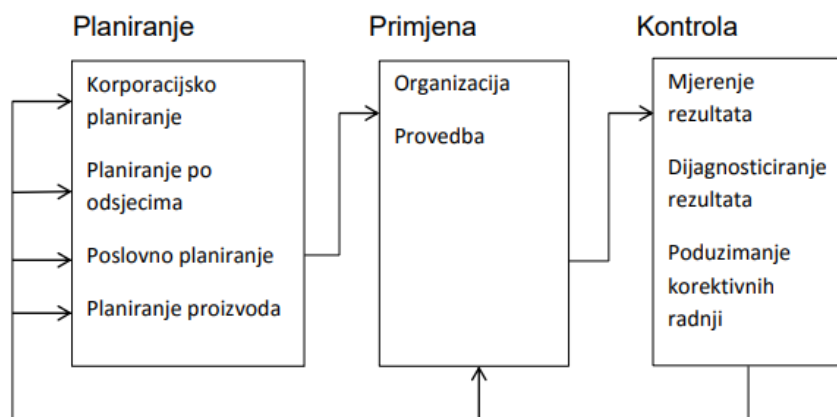 Planiranje
Primjena
Kontrola
Korporacijsko
planiranje
Planiranje po
odsjecima
Poslovno planiranje
Planiranje proizvoda
Organizacija
Provedba
Mjerenje
rezultata
Dijagnosticiranje
rezultata
Poduzimanje
korektivnih
radnji